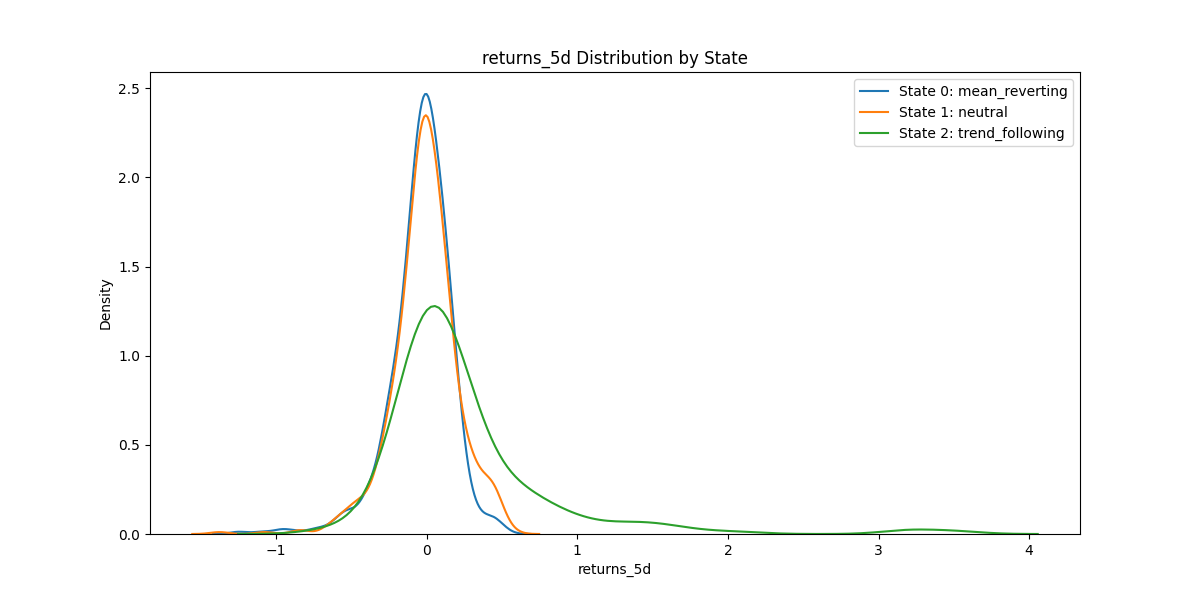 returns_5d Distribution by State
State 0: mean_reverting
State 1: neutral
State 2: trend_following
Density
2.5
2.0
1.5
1.0
0.5
0.0
−1
0
1
2
3
4
returns_5d